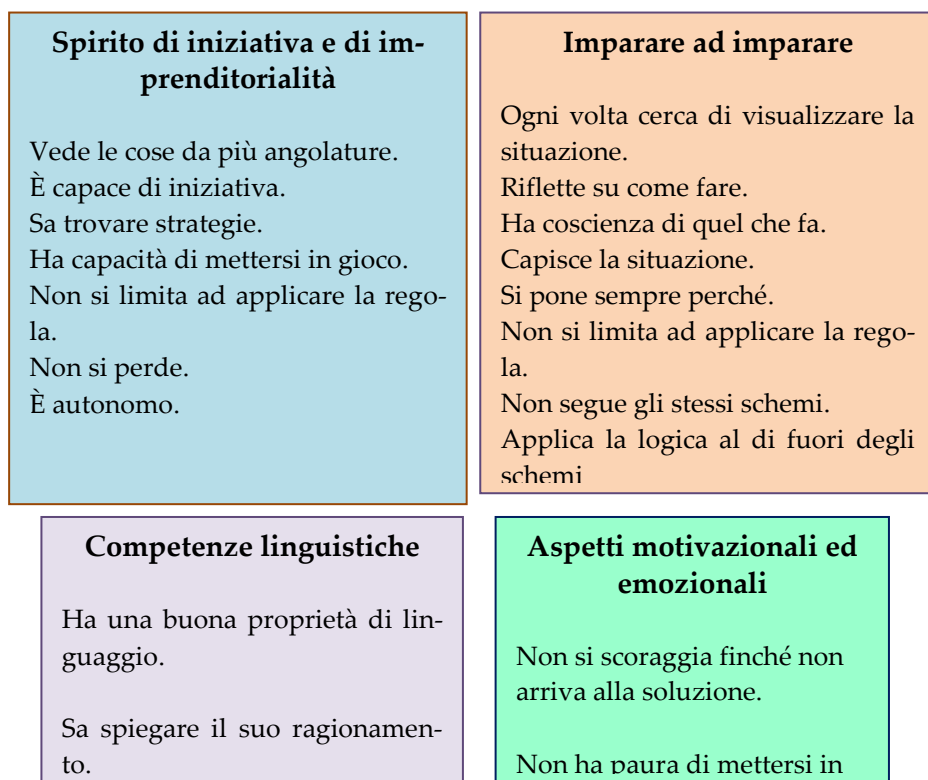 Spirito di iniziativa e di im-
prenditorialità
Vede le cose da più angolature.
È capace di iniziativa.
Sa trovare strategie.
Ha capacità di mettersi in gioco.
Non si limita ad applicare la rego-
la.
Non si perde.
È autonomo.
Imparare ad imparare
Ogni volta cerca di visualizzare la
situazione.
Riflette su come fare.
Ha coscienza di quel che fa.
Capisce la situazione.
Si pone sempre perché.
Non si limita ad applicare la rego-
la.
Non segue gli stessi schemi.
Applica la logica al di fuori degli
schemi
Competenze linguistiche
Ha una buona proprietà di lin-
guaggio.
Sa spiegare il suo ragionamen-
to.
Aspetti motivazionali ed
emozionali
Non si scoraggia finché non
arriva alla soluzione.
Non ha paura di mettersi in